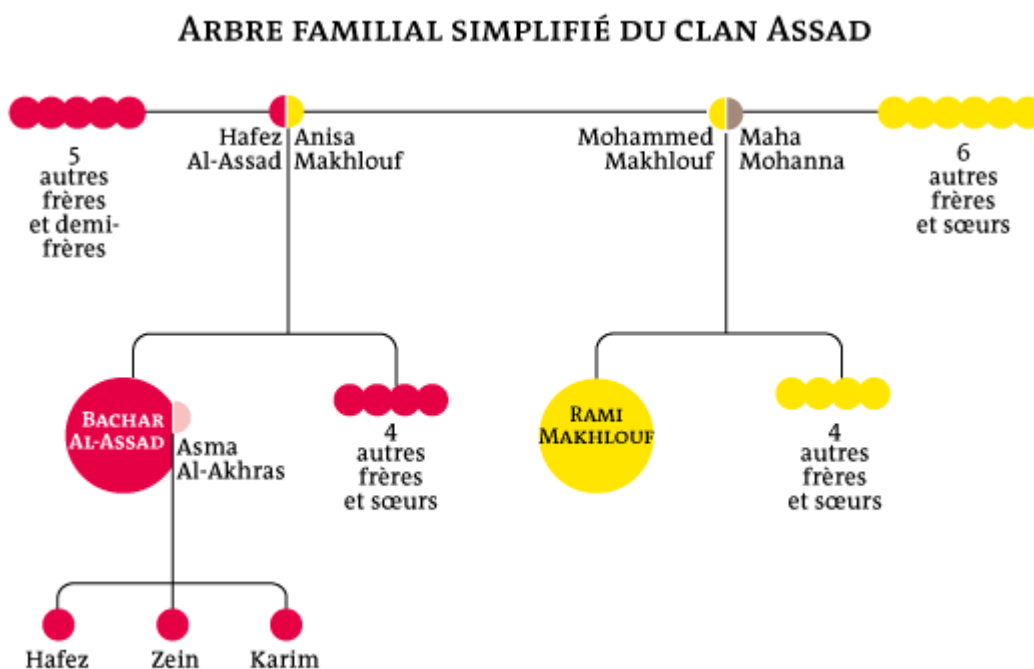 ARBRE FAMILIAL SIMPLIFIÉ DU CLAN ASSAD
5
autres
frères
et demi-
frères
Hafez
Al-Assad
Anisa
Makhlouf
Mohammed
Makhlouf
Maha
Mohanna
6
autres
frères
et sœurs
BACHAR
AL-ASSAD
Asma
Al-Akhras
4
autres
frères
et sœurs
RAMI
MAKHLOUF
4
autres
frères
et sœurs
Hafez
Zein
Karim